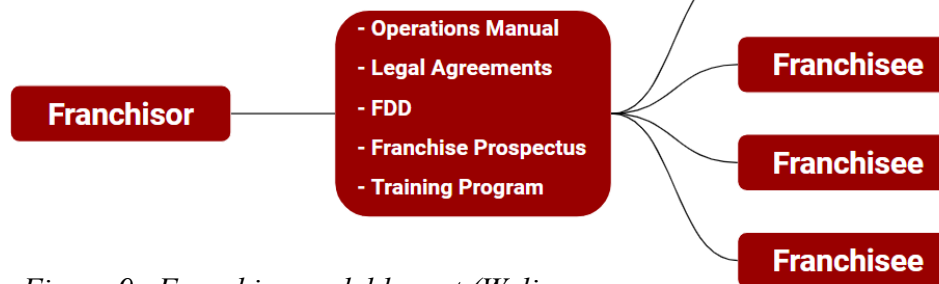 Franchisor
- Operations Manual
- Legal Agreements
- FDD
- Franchise Prospectus
- Training Program
Franchisee
Franchisee
Franchisee